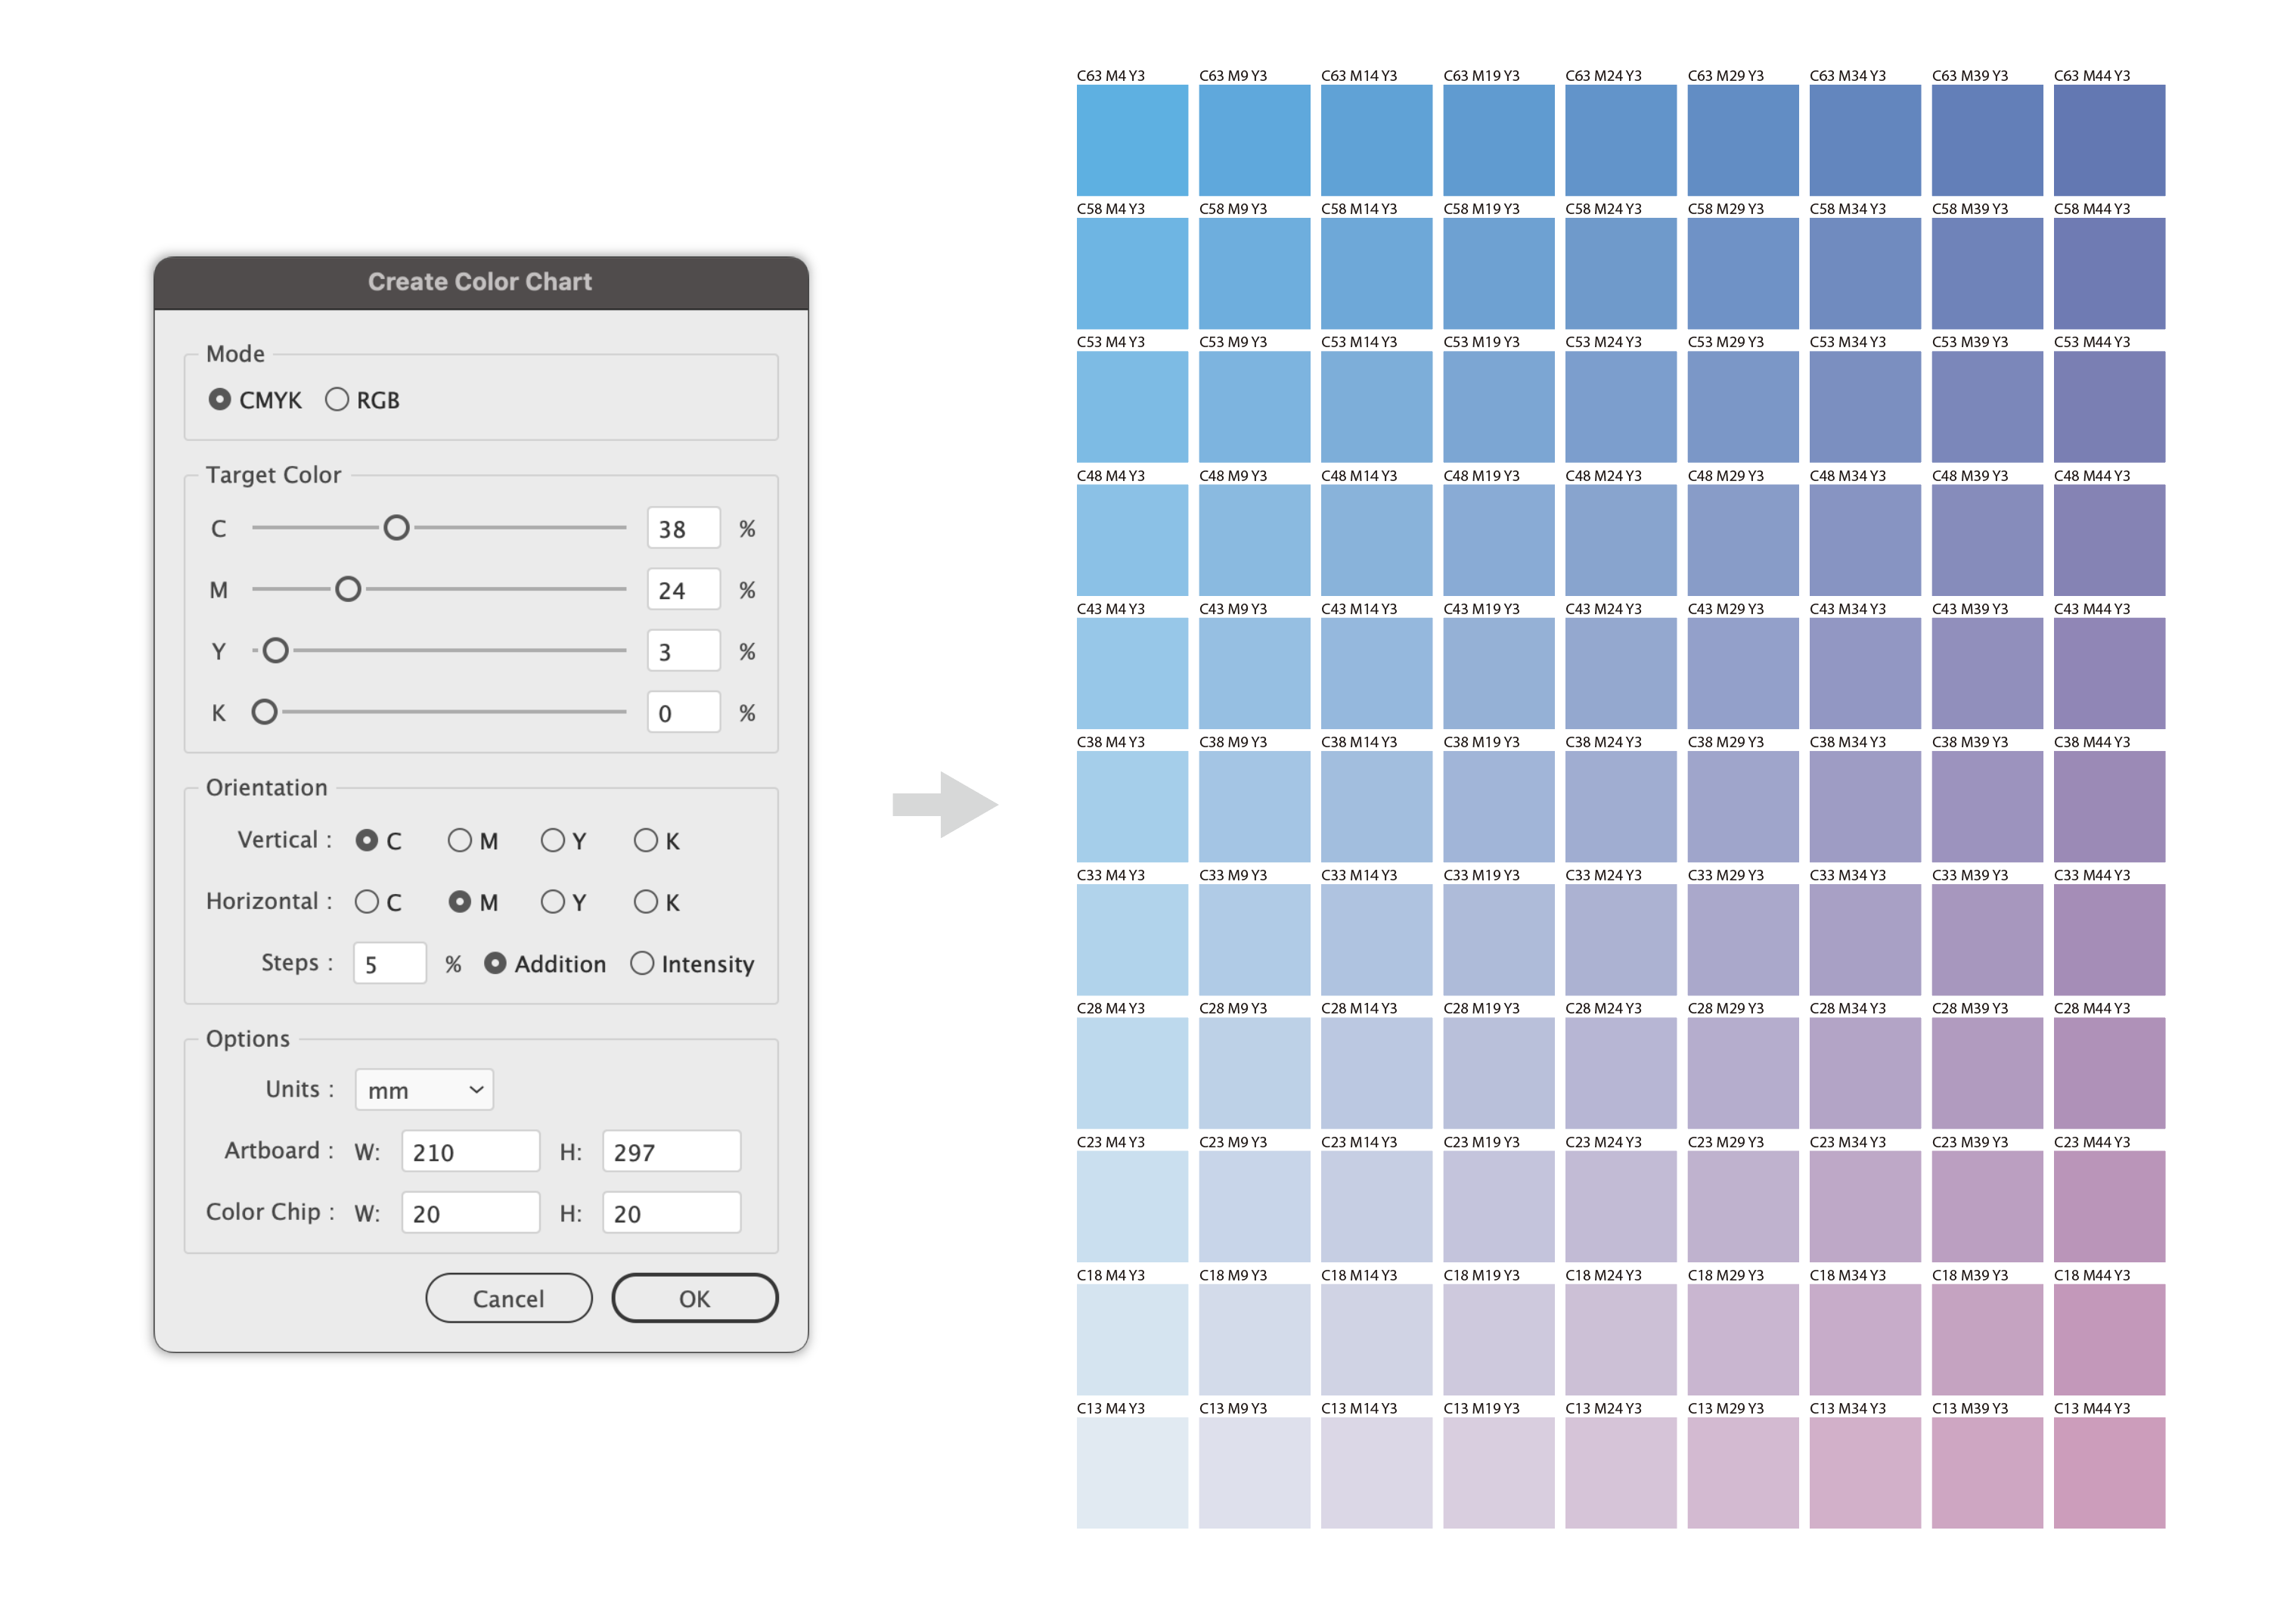 Create Color Chart
Mode
CMYK RGB
Target Color
C 38 %
M 24 %
Y 3 %
K 0 %
Orientation
Vertical : C M Y K
Horizontal : C M Y K
Steps : 5 % Addition Intensity
Options
Units : mm
Artboard : W: 210 H: 297
Color Chip : W: 20 H: 20
Cancel OK
C63 M4 Y3 C63 M9 Y3 C63 M14 Y3 C63 M19 Y3 C63 M24 Y3 C63 M29 Y3 C63 M34 Y3 C63 M39 Y3 C63 M44 Y3
C58 M4 Y3 C58 M9 Y3 C58 M14 Y3 C58 M19 Y3 C58 M24 Y3 C58 M29 Y3 C58 M34 Y3 C58 M39 Y3 C58 M44 Y3
C53 M4 Y3 C53 M9 Y3 C53 M14 Y3 C53 M19 Y3 C53 M24 Y3 C53 M29 Y3 C53 M34 Y3 C53 M39 Y3 C53 M44 Y3
C48 M4 Y3 C48 M9 Y3 C48 M14 Y3 C48 M19 Y3 C48 M24 Y3 C48 M29 Y3 C48 M34 Y3 C48 M39 Y3 C48 M44 Y3
C43 M4 Y3 C43 M9 Y3 C43 M14 Y3 C43 M19 Y3 C43 M24 Y3 C43 M29 Y3 C43 M34 Y3 C43 M39 Y3 C43 M44 Y3
C38 M4 Y3 C38 M9 Y3 C38 M14 Y3 C38 M19 Y3 C38 M24 Y3 C38 M29 Y3 C38 M34 Y3 C38 M39 Y3 C38 M44 Y3
C33 M4 Y3 C33 M9 Y3 C33 M14 Y3 C33 M19 Y3 C33 M24 Y3 C33 M29 Y3 C33 M34 Y3 C33 M39 Y3 C33 M44 Y3
C28 M4 Y3 C28 M9 Y3 C28 M14 Y3 C28 M19 Y3 C28 M24 Y3 C28 M29 Y3 C28 M34 Y3 C28 M39 Y3 C28 M44 Y3
C23 M4 Y3 C23 M9 Y3 C23 M14 Y3 C23 M19 Y3 C23 M24 Y3 C23 M29 Y3 C23 M34 Y3 C23 M39 Y3 C23 M44 Y3
C18 M4 Y3 C18 M9 Y3 C18 M14 Y3 C18 M19 Y3 C18 M24 Y3 C18 M29 Y3 C18 M34 Y3 C18 M39 Y3 C18 M44 Y3
C13 M4 Y3 C13 M9 Y3 C13 M14 Y3 C13 M19 Y3 C13 M24 Y3 C13 M29 Y3 C13 M34 Y3 C13 M39 Y3 C13 M44 Y3